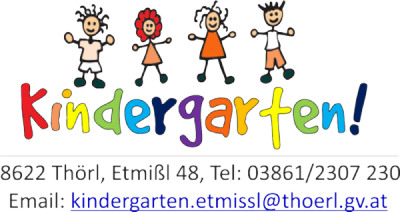 Kindergarten!
8622 Thörl, Etmißl 48, Tel: 03861/2307 230
Email: kindergarten.etmissl@thoerl.gv.at